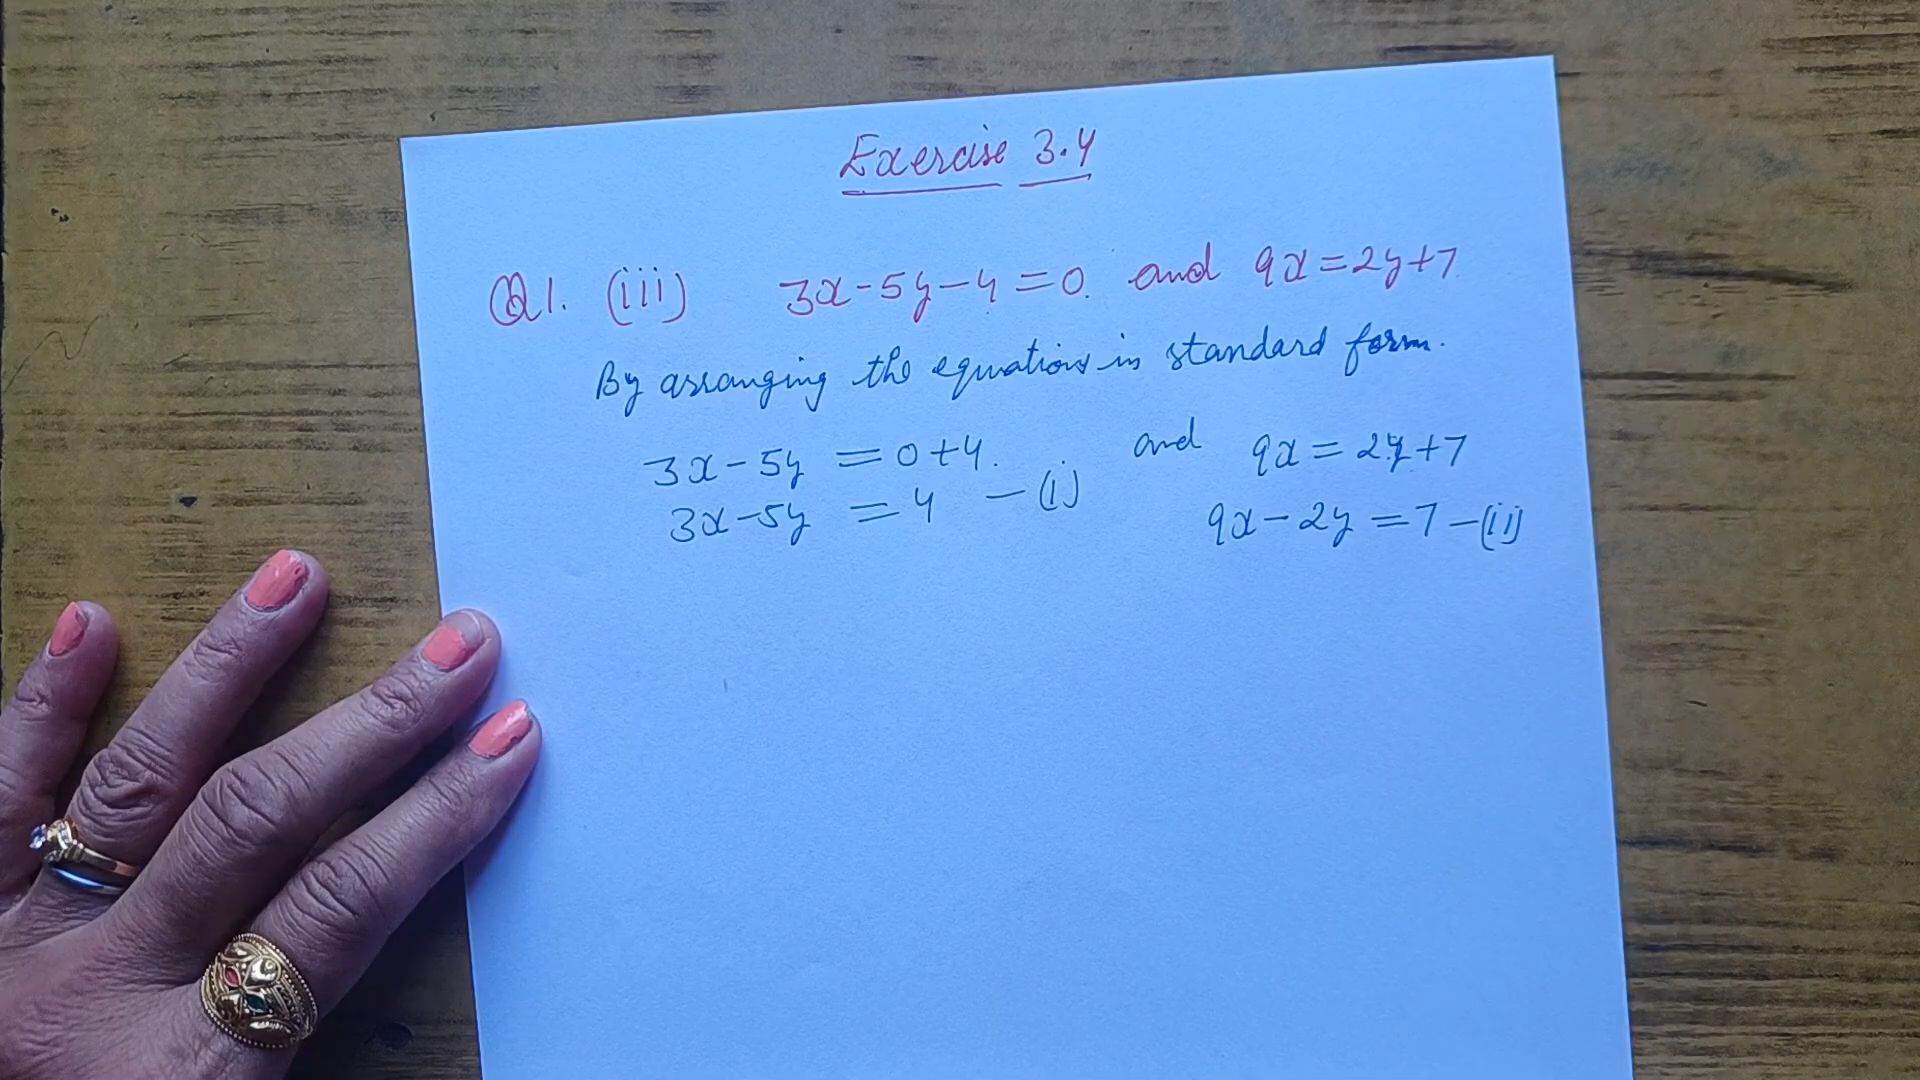 Exercise 3.4
Q1. (iii) 3x-5y-4=0. and 9x=2y+7
By arranging the equations in standard form.
3x-5y =0+4. and 9x=2y+7
3x-5y =4 -(i) 9x-2y=7-(ii)